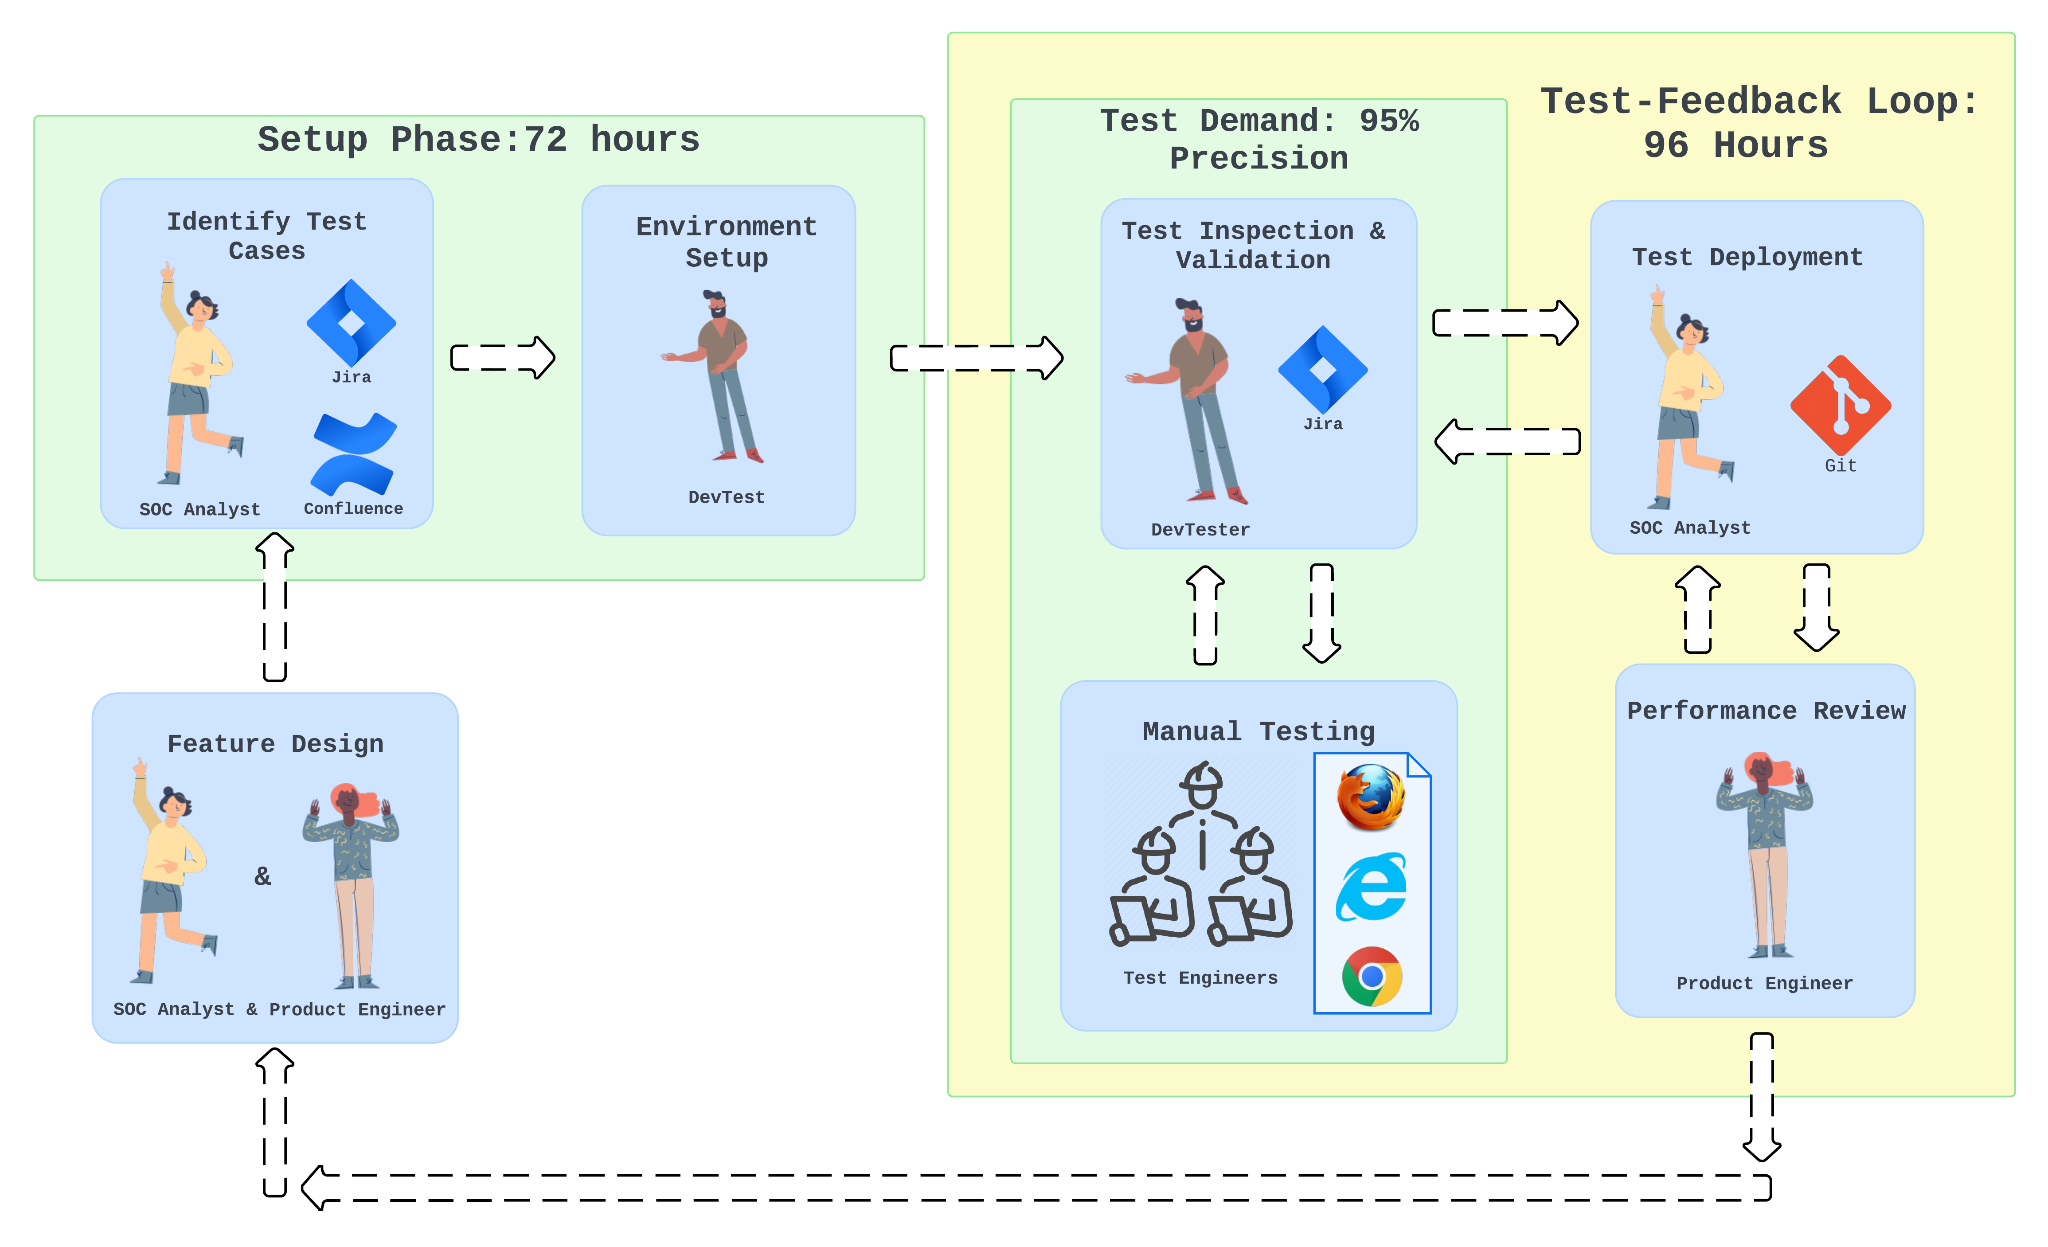 Setup Phase:72 hours
Identify Test
Cases
Jira
Confluence
SOC Analyst
Environment
Setup
DevTest
Test-Feedback Loop:
96 Hours
Test Demand: 95%
Precision
Test Inspection &
Validation
Jira
DevTester
Test Deployment
Git
SOC Analyst
Feature Design
&
SOC Analyst & Product Engineer
Manual Testing
Test Engineers
Performance Review
Product Engineer